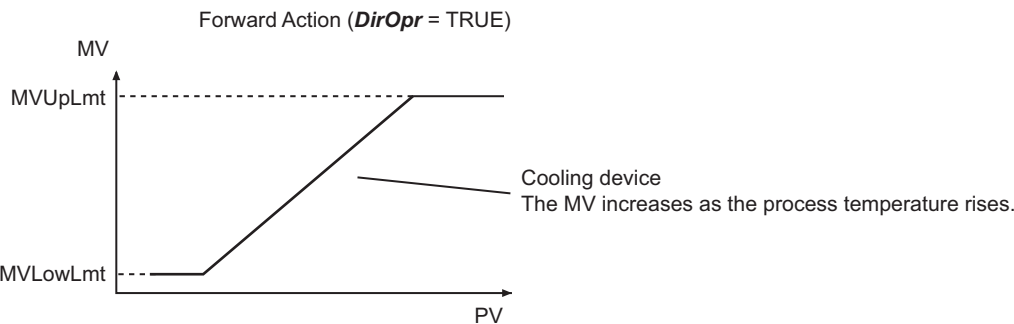 Forward Action (DirOpr = TRUE)
MV
MVUpLmt
Cooling device
The MV increases as the process temperature rises.
MVLowLmt
PV